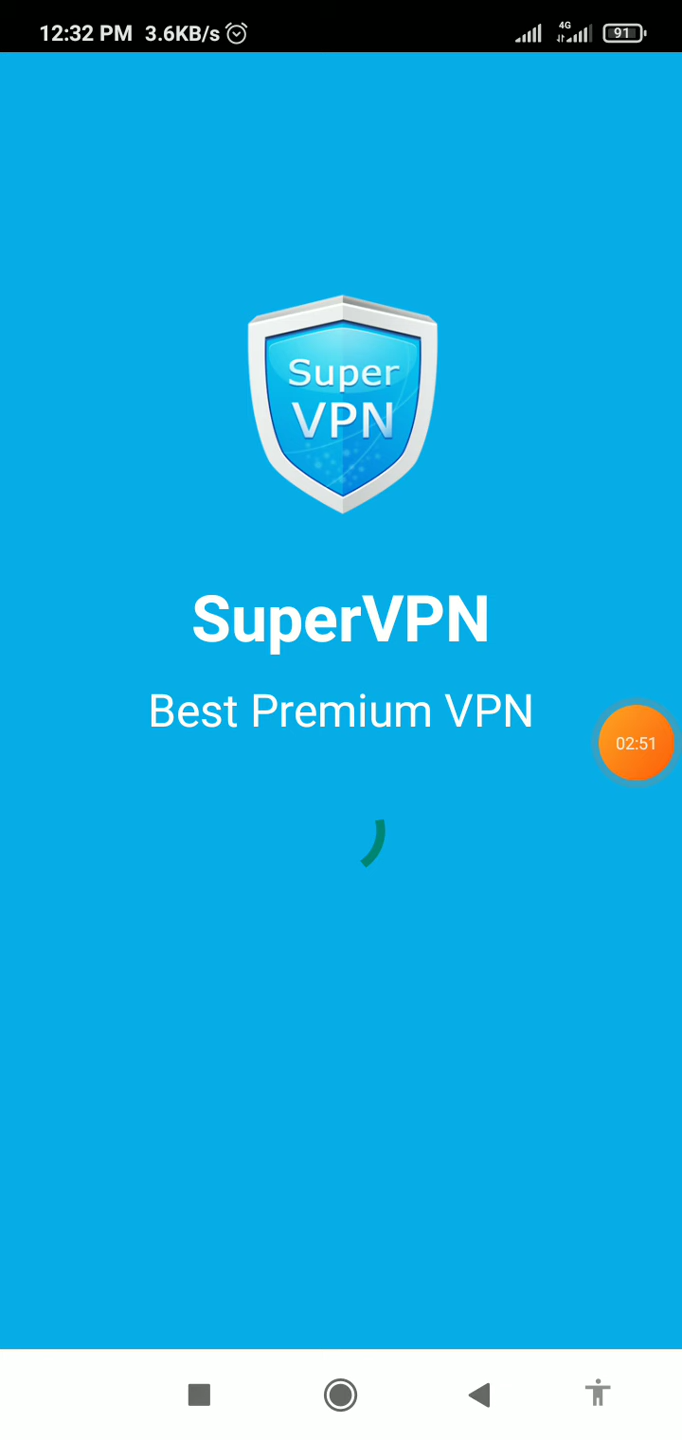 12:32 PM 3.6KB/s
4G
91
Super
VPN
SuperVPN
Best Premium VPN
02:51